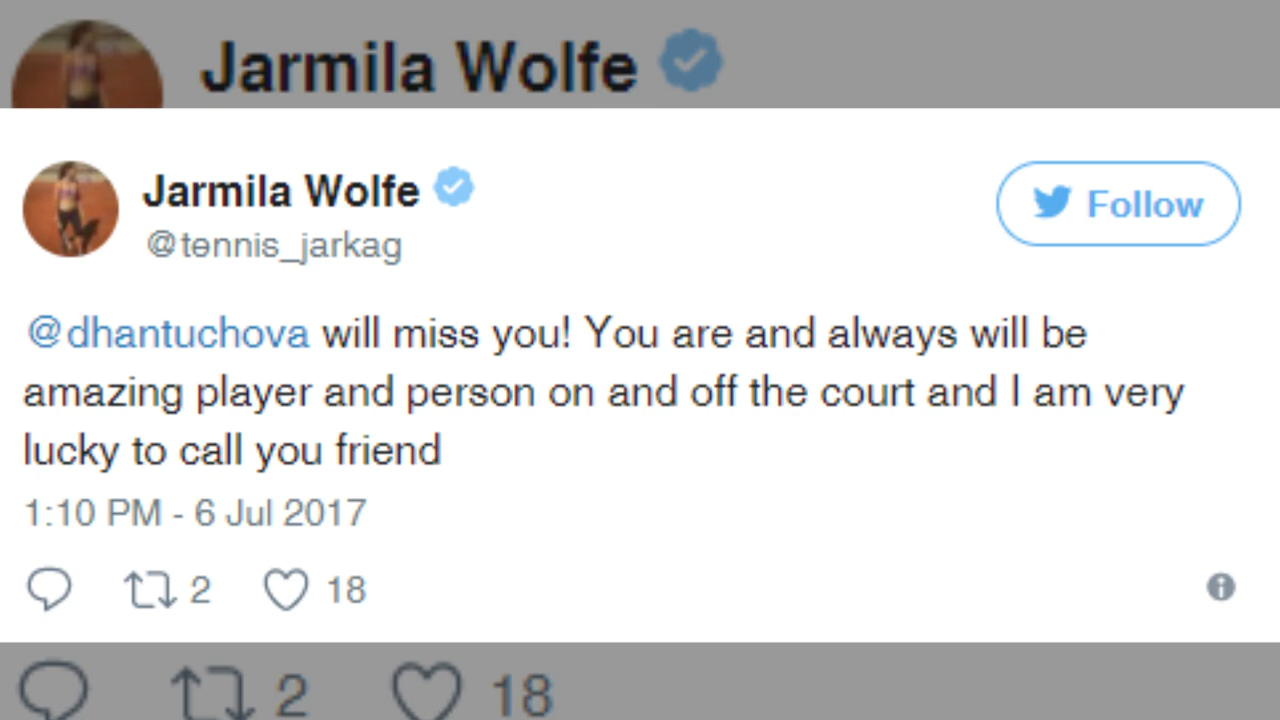 Jarmila Wolfe
Jarmila Wolfe
@tennis_jarkag
Follow
@dhantuchova will miss you! You are and always will be
amazing player and person on and off the court and I am very
lucky to call you friend
1:10 PM - 6 Jul 2017
2 18
2 18